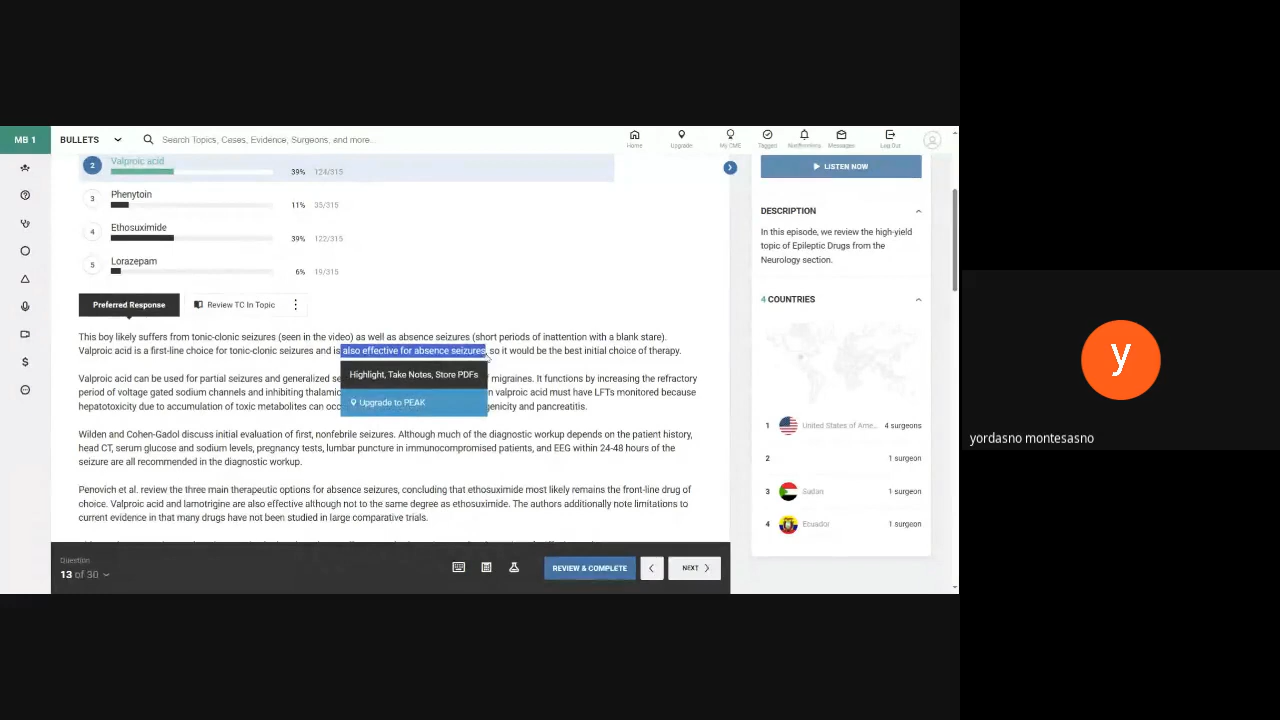 MB 1
BULLETS
Search Topics, Cases, Evidence, Surgeons, and more...
Home
Upgrade
My CME
Tagged
Notifications
Messages
Log Out
2
Valproic acid
39% 124/315
3
Phenytoin
11% 35/315
4
Ethosuximide
39% 122/315
5
Lorazepam
6% 19/315
Preferred Response
Review TC In Topic
This boy likely suffers from tonic-clonic seizures (seen in the video) as well as absence seizures (short periods of inattention with a blank stare).
Valproic acid is a first-line choice for tonic-clonic seizures and is also effective for absence seizures, so it would be the best initial choice of therapy.
Highlight, Take Notes, Store PDFs
Upgrade to PEAK
Valproic acid can be used for partial seizures and generalized se migraines. It functions by increasing the refractory
period of voltage gated sodium channels and inhibiting thalamic n valproic acid must have LFTs monitored because
hepatotoxicity due to accumulation of toxic metabolites can occ genicity and pancreatitis.
Wilden and Cohen-Gadol discuss initial evaluation of first, nonfebrile seizures. Although much of the diagnostic workup depends on the patient history,
head CT, serum glucose and sodium levels, pregnancy tests, lumbar puncture in immunocompromised patients, and EEG within 24-48 hours of the
seizure are all recommended in the diagnostic workup.
Penovich et al. review the three main therapeutic options for absence seizures, concluding that ethosuximide most likely remains the front-line drug of
choice. Valproic acid and lamotrigine are also effective although not to the same degree as ethosuximide. The authors additionally note limitations to
current evidence in that many drugs have not been studied in large comparative trials.
Question
13 of 30
REVIEW & COMPLETE
NEXT
LISTEN NOW
DESCRIPTION
In this episode, we review the high-yield
topic of Epileptic Drugs from the
Neurology section.
4 COUNTRIES
1 United States of Ame... 4 surgeons
2 1 surgeon
3 Sudan 1 surgeon
4 Ecuador 1 surgeon
y
yordasno montesasno